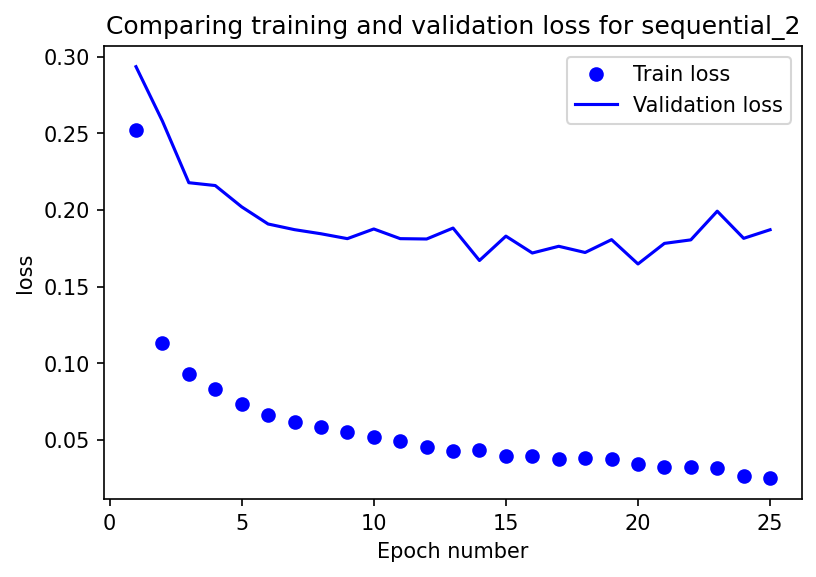 Comparing training and validation loss for sequential_2
Train loss
Validation loss
0.30
0.25
0.20
0.15
0.10
0.05
loss
0
5
10
15
20
25
Epoch number